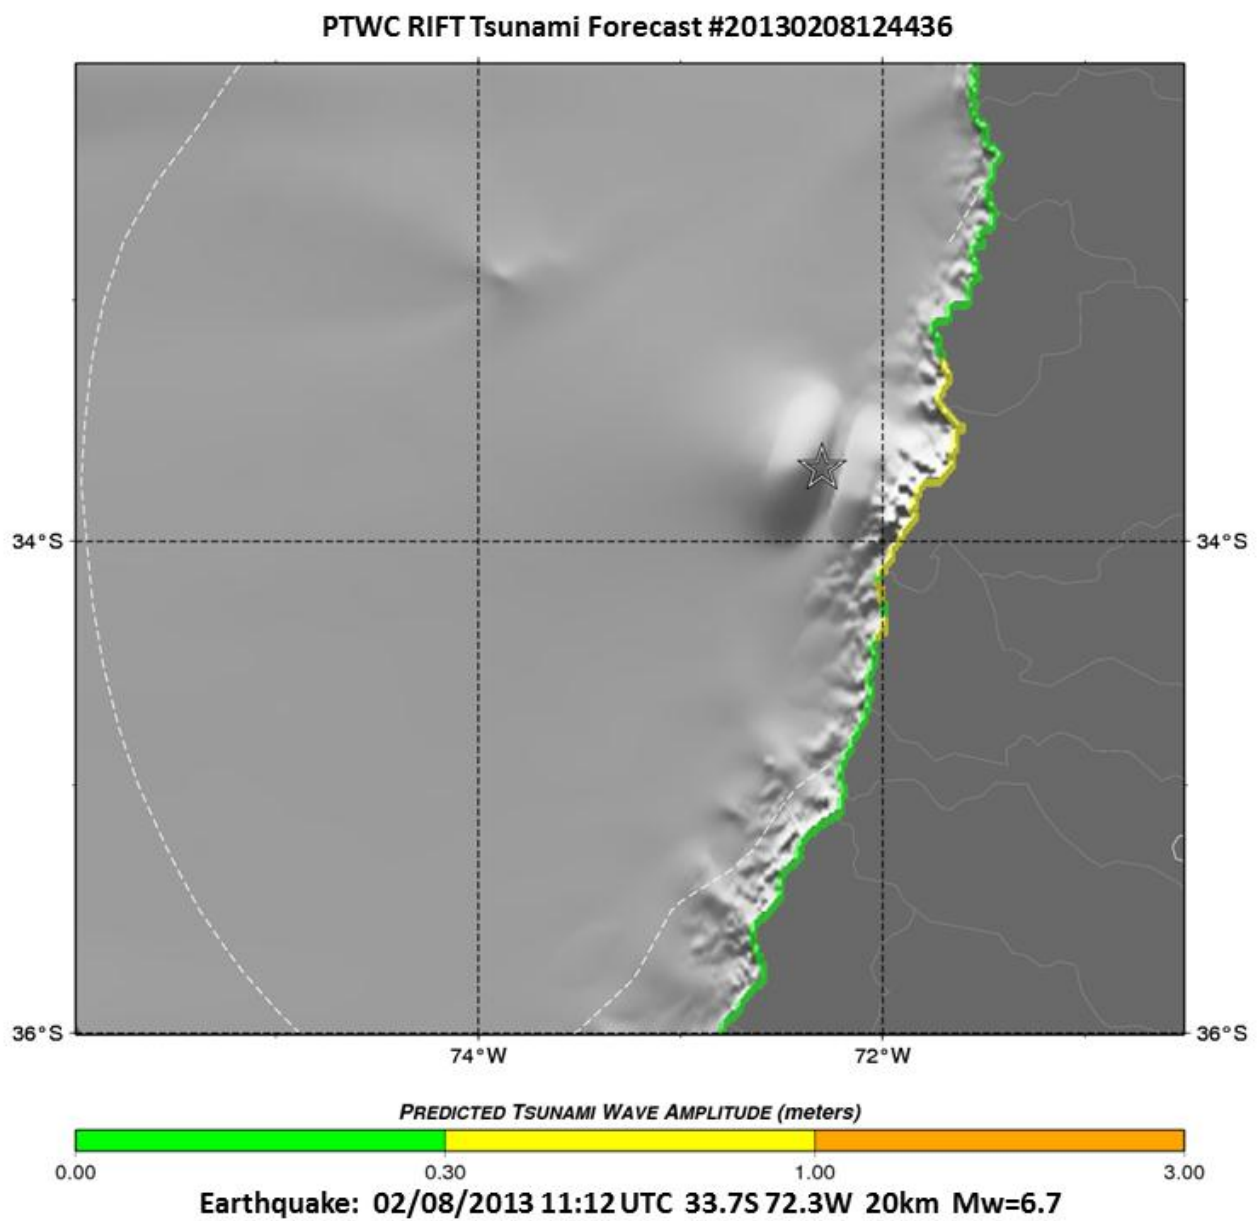 PTWC RIFT Tsunami Forecast #20130208124436
34°S
34°S
36°S
36°S
74°W
72°W
PREDICTED TSUNAMI WAVE AMPLITUDE (meters)
0.00
0.30
1.00
3.00
Earthquake: 02/08/2013 11:12 UTC 33.7S 72.3W 20km Mw=6.7